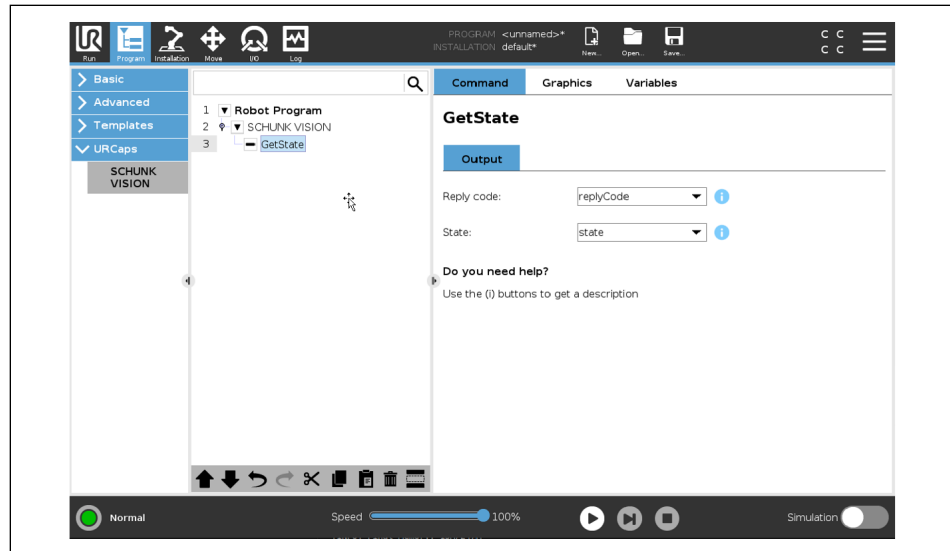 UR
PROGRAM <unnamed>*
INSTALLATION default*
C C
C C
Run Program Installation Move I/O Log New... Open... Save...
Basic
Advanced
Templates
URCaps
SCHUNK
VISION
1 Robot Program
2 SCHUNK VISION
3 GetState
Command Graphics Variables
GetState
Output
Reply code: replyCode i
State: state i
Do you need help?
Use the (i) buttons to get a description
Normal Speed 100% Simulation